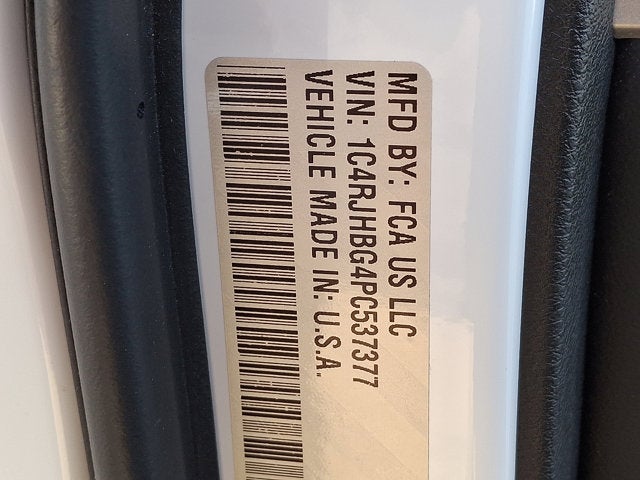 MFD BY: FCA US LLC
VIN: 1C4RJHBG4PC537377
VEHICLE MADE IN: U.S.A.